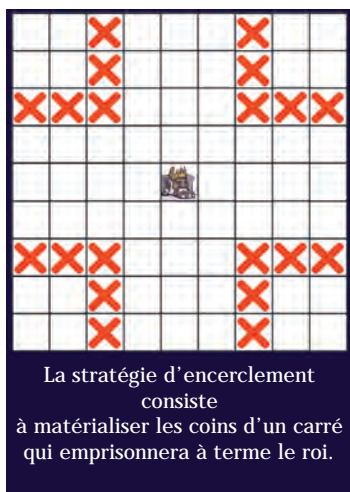 La stratégie d'encerclement
consiste
à matérialiser les coins d'un carré
qui emprisonnera à terme le roi.